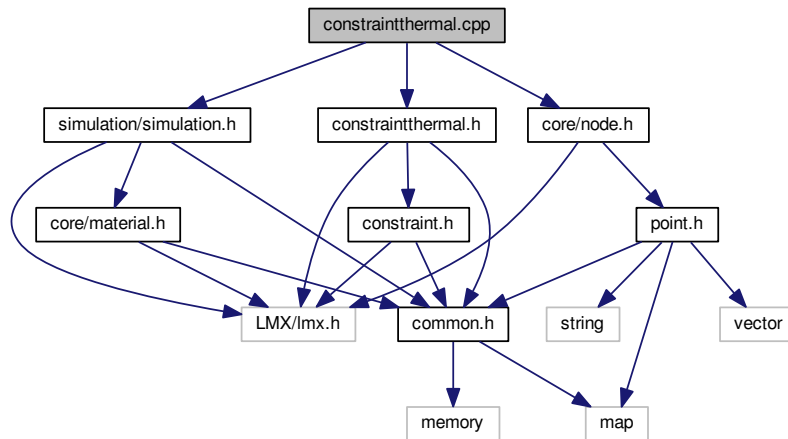 constraintthermal.cpp
simulation/simulation.h
constraintthermal.h
core/node.h
core/material.h
constraint.h
point.h
LMX/lmx.h
common.h
string
vector
memory
map